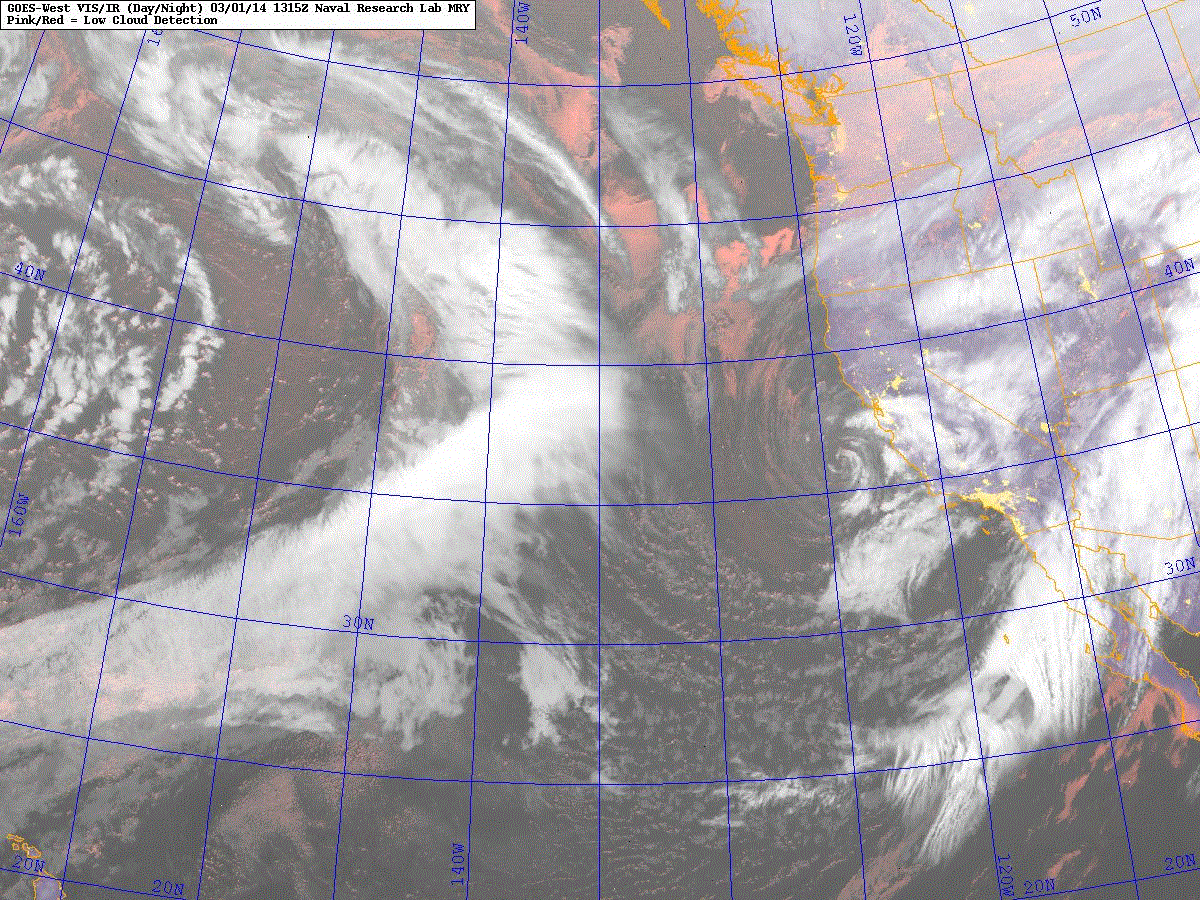 GOES-West VIS/IR (Day/Night) 03/01/14 1315Z Naval Research Lab MRY
Pink/Red = Low Cloud Detection
140W
120W
50N
40N
40N
160W
30N
30N
140W
120W
20N
20N
20N
20N